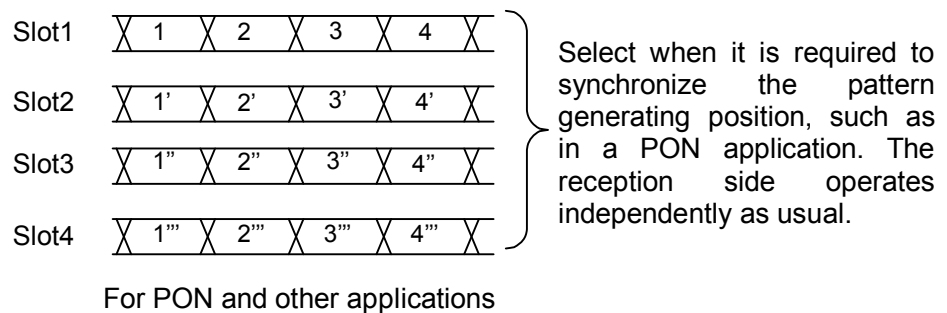 Slot1 1 2 3 4
Slot2 1’ 2’ 3’ 4’
Slot3 1” 2” 3” 4”
Slot4 1”’ 2”’ 3”’ 4”’
Select when it is required to
synchronize the pattern
generating position, such as
in a PON application. The
reception side operates
independently as usual.
For PON and other applications